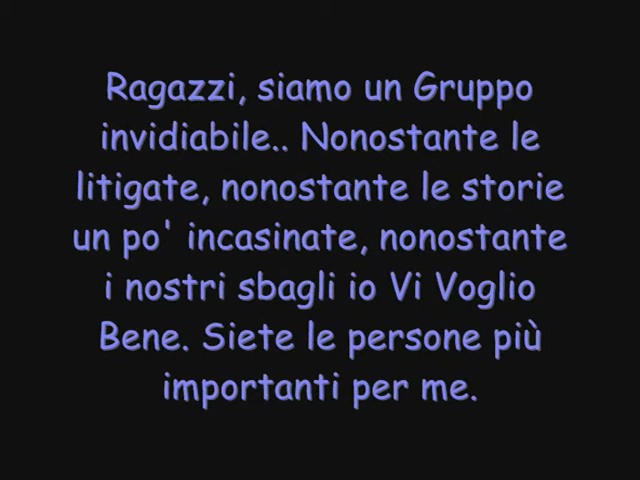 Ragazzi, siamo un Gruppo
invidiabile.. Nonostante le
litigate, nonostante le storie
un po' incasinate, nonostante
i nostri sbagli io Vi Voglio
Bene. Siete le persone più
importanti per me.